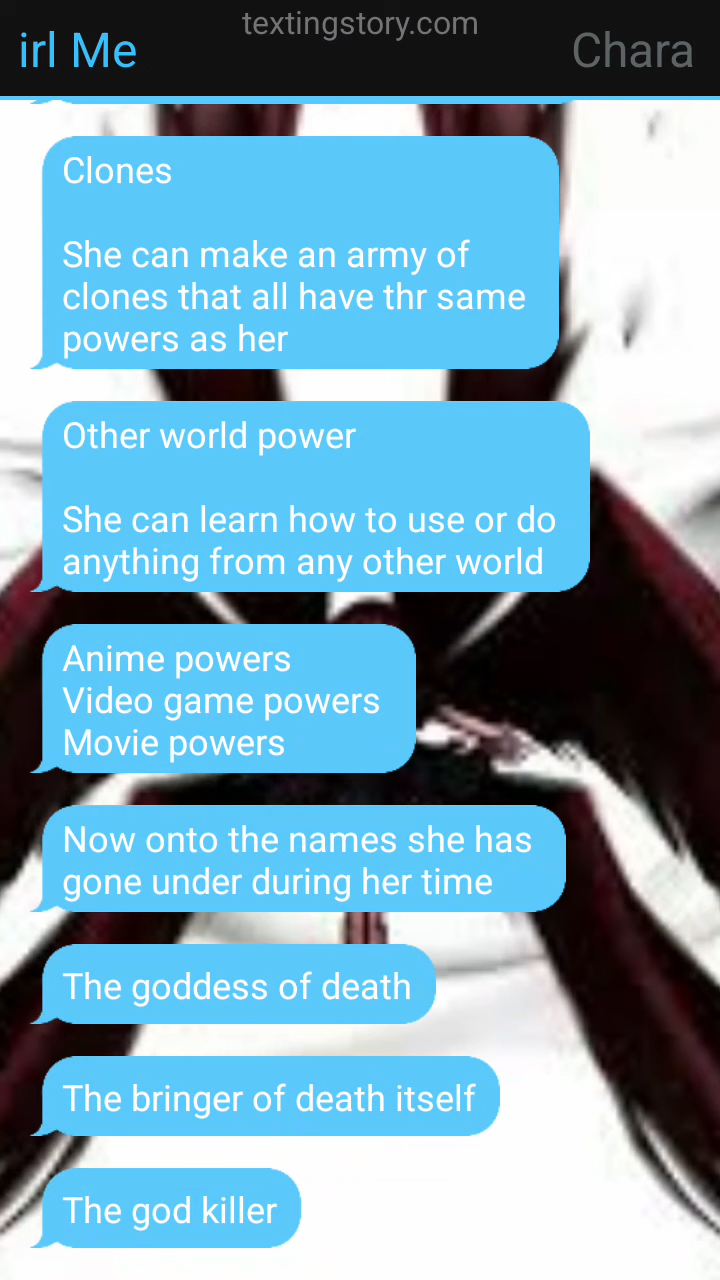 textingstory.com
irl Me
Chara
Clones
She can make an army of
clones that all have thr same
powers as her
Other world power
She can learn how to use or do
anything from any other world
Anime powers
Video game powers
Movie powers
Now onto the names she has
gone under during her time
The goddess of death
The bringer of death itself
The god killer